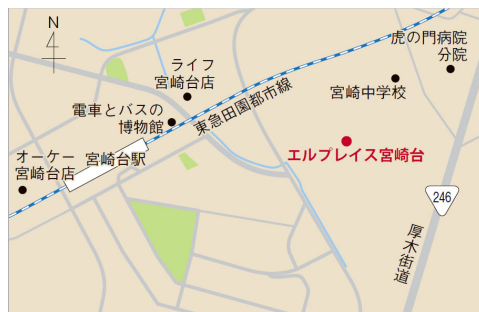 N
虎の門病院
分院
ライフ
宮崎台店
宮崎中学校
電車とバスの
博物館
東急田園都市線
エルプレイス宮崎台
オーケー
宮崎台店
宮崎台駅
246
厚木街道